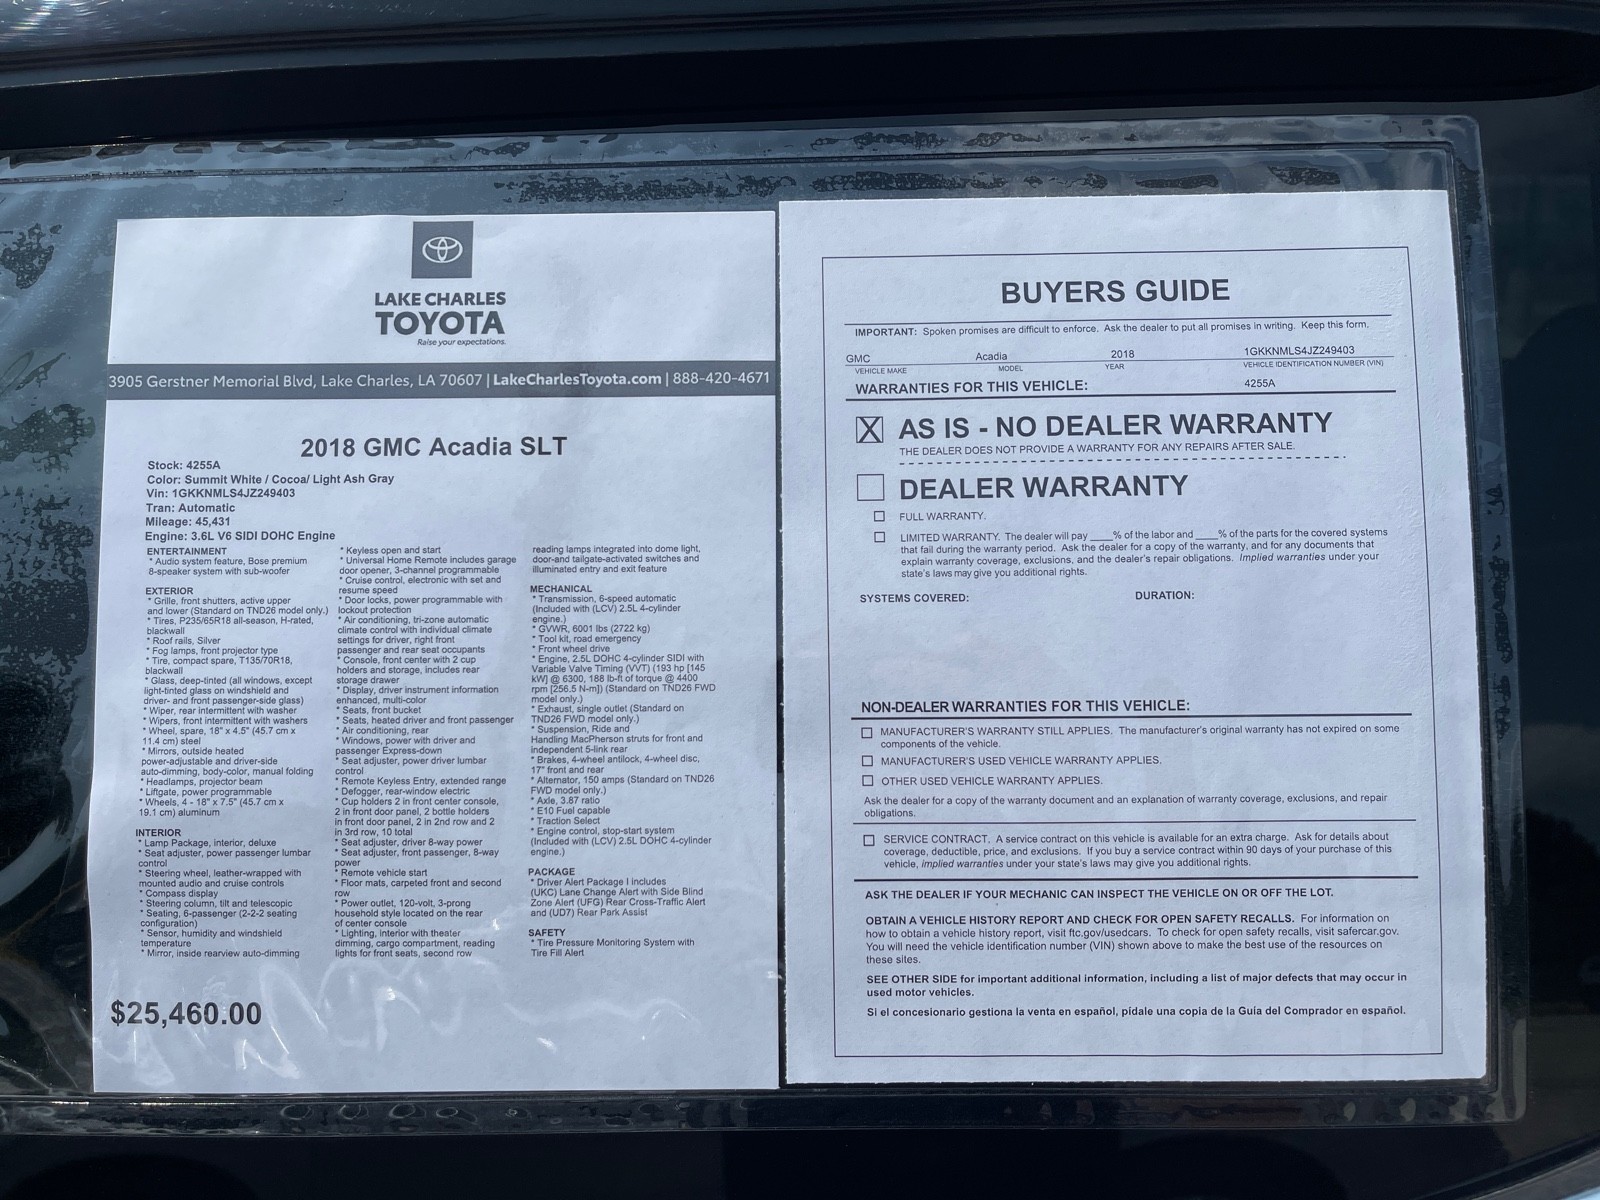 LAKE CHARLES
TOYOTA
Raise your expectations.
3905 Gerstner Memorial Blvd, Lake Charles, LA 70607 | LakeCharlesToyota.com | 888-420-4671
2018 GMC Acadia SLT
Stock: 4255A
Color: Summit White / Cocoa/ Light Ash Gray
Vin: 1GKKNMLS4JZ249403
Tran: Automatic
Mileage: 45,431
Engine: 3.6L V6 SIDI DOHC Engine
ENTERTAINMENT
* Audio system feature, Bose premium
8-speaker system with sub-woofer
EXTERIOR
* Grille, front shutters, active upper
and lower (Standard on TND26 model only.)
* Tires, P235/65R18 all-season, H-rated,
blackwall
* Roof rails, Silver
* Fog lamps, front projector type
* Tire, compact spare, T135/70R18,
blackwall
* Glass, deep-tinted (all windows, except
light-tinted glass on windshield and
driver- and front passenger-side glass)
* Wiper, rear intermittent with washer
* Wipers, front intermittent with washers
* Wheel, spare, 18" x 4.5" (45.7 cm x
11.4 cm) steel
* Mirrors, outside heated
power-adjustable and driver-side
auto-dimming, body-color, manual folding
* Headlamps, projector beam
* Liftgate, power programmable
* Wheels, 4 - 18" x 7.5" (45.7 cm x
19.1 cm) aluminum
INTERIOR
* Lamp Package, interior, deluxe
* Seat adjuster, power passenger lumbar
control
* Steering wheel, leather-wrapped with
mounted audio and cruise controls
* Compass display
* Steering column, tilt and telescopic
* Seating, 6-passenger (2-2-2 seating
configuration)
* Sensor, humidity and windshield
temperature
* Mirror, inside rearview auto-dimming
* Keyless open and start
* Universal Home Remote includes garage
door opener, 3-channel programmable
* Cruise control, electronic with set and
resume speed
* Door locks, power programmable with
lockout protection
* Air conditioning, tri-zone automatic
climate control with individual climate
settings for driver, right front
passenger and rear seat occupants
* Console, front center with 2 cup
holders and storage, includes rear
storage drawer
* Display, driver instrument information
enhanced, multi-color
* Seats, front bucket
* Seats, heated driver and front passenger
* Air conditioning, rear
* Windows, power with driver and
passenger Express-down
* Seat adjuster, power driver lumbar
control
* Remote Keyless Entry, extended range
* Defogger, rear-window electric
* Cup holders 2 in front center console,
2 in front door panel, 2 bottle holders
in front door panel, 2 in 2nd row and 2
in 3rd row, 10 total
* Seat adjuster, driver 8-way power
* Seat adjuster, front passenger, 8-way
power
* Remote vehicle start
* Floor mats, carpeted front and second
row
* Power outlet, 120-volt, 3-prong
household style located on the rear
of center console
* Lighting, interior with theater
dimming, cargo compartment, reading
lights for front seats, second row
reading lamps integrated into dome light,
door-and tailgate-activated switches and
illuminated entry and exit feature
MECHANICAL
* Transmission, 6-speed automatic
(Included with (LCV) 2.5L 4-cylinder
engine.)
* GVWR, 6001 lbs (2722 kg)
* Tool kit, road emergency
* Front wheel drive
* Engine, 2.5L DOHC 4-cylinder SIDI with
Variable Valve Timing (VVT) (193 hp [145
kW] @ 6300, 188 lb-ft of torque @ 4400
rpm [256.5 N-m]) (Standard on TND26 FWD
model only.)
* Exhaust, single outlet (Standard on
TND26 FWD model only.)
* Suspension, Ride and
Handling MacPherson struts for front and
independent 5-link rear
* Brakes, 4-wheel antilock, 4-wheel disc,
17" front and rear
* Alternator, 150 amps (Standard on TND26
FWD model only.)
* Axle, 3.87 ratio
* E10 Fuel capable
* Traction Select
* Engine control, stop-start system
(Included with (LCV) 2.5L DOHC 4-cylinder
engine.)
PACKAGE
* Driver Alert Package I includes
(UKC) Lane Change Alert with Side Blind
Zone Alert (UFG) Rear Cross-Traffic Alert
and (UD7) Rear Park Assist
SAFETY
* Tire Pressure Monitoring System with
Tire Fill Alert
$25,460.00
BUYERS GUIDE
IMPORTANT: Spoken promises are difficult to enforce. Ask the dealer to put all promises in writing. Keep this form.
GMC Acadia 2018 1GKKNMLS4JZ249403
VEHICLE MAKE MODEL YEAR VEHICLE IDENTIFICATION NUMBER (VIN)
WARRANTIES FOR THIS VEHICLE: 4255A
X AS IS - NO DEALER WARRANTY
THE DEALER DOES NOT PROVIDE A WARRANTY FOR ANY REPAIRS AFTER SALE.
DEALER WARRANTY
FULL WARRANTY.
LIMITED WARRANTY. The dealer will pay ____% of the labor and ____% of the parts for the covered systems
that fail during the warranty period. Ask the dealer for a copy of the warranty, and for any documents that
explain warranty coverage, exclusions, and the dealer's repair obligations. Implied warranties under your
state's laws may give you additional rights.
SYSTEMS COVERED: DURATION:
NON-DEALER WARRANTIES FOR THIS VEHICLE:
MANUFACTURER'S WARRANTY STILL APPLIES. The manufacturer's original warranty has not expired on some
components of the vehicle.
MANUFACTURER'S USED VEHICLE WARRANTY APPLIES.
OTHER USED VEHICLE WARRANTY APPLIES.
Ask the dealer for a copy of the warranty document and an explanation of warranty coverage, exclusions, and repair
obligations.
SERVICE CONTRACT. A service contract on this vehicle is available for an extra charge. Ask for details about
coverage, deductible, price, and exclusions. If you buy a service contract within 90 days of your purchase of this
vehicle, implied warranties under your state's laws may give you additional rights.
ASK THE DEALER IF YOUR MECHANIC CAN INSPECT THE VEHICLE ON OR OFF THE LOT.
OBTAIN A VEHICLE HISTORY REPORT AND CHECK FOR OPEN SAFETY RECALLS. For information on
how to obtain a vehicle history report, visit ftc.gov/usedcars. To check for open safety recalls, visit safercar.gov.
You will need the vehicle identification number (VIN) shown above to make the best use of the resources on
these sites.
SEE OTHER SIDE for important additional information, including a list of major defects that may occur in
used motor vehicles.
Si el concesionario gestiona la venta en español, pídale una copia de la Guía del Comprador en español.